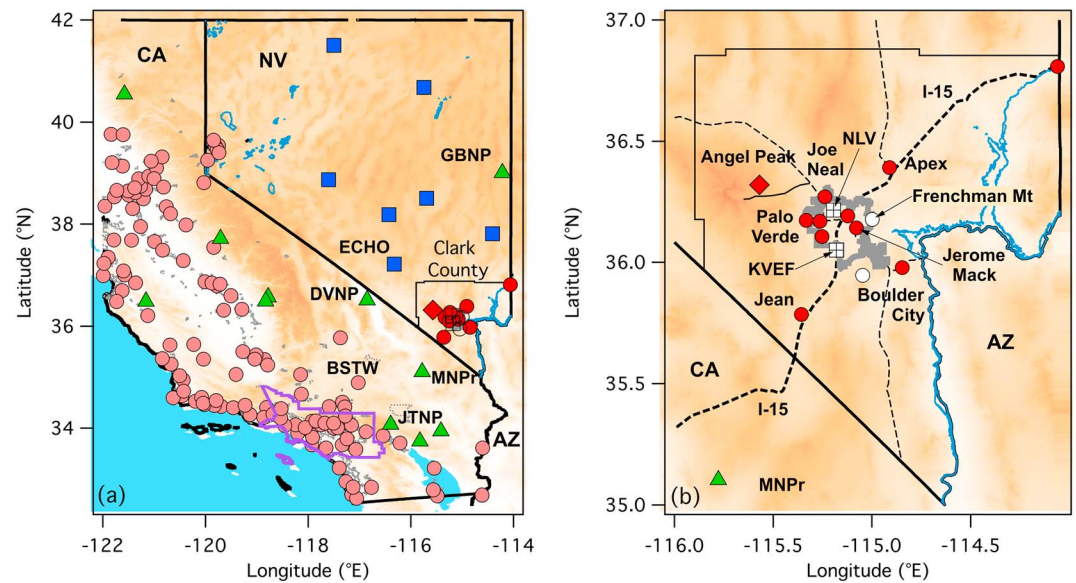 42
40
38
36
34
Latitude (°N)
-122
-120
-118
-116
-114
Longitude (°E)
CA
NV
GBNP
ECHO
Clark
County
DVNP
BSTW
MNPr
JTNP
AZ
(a)
37.0
36.5
36.0
35.5
35.0
Latitude (°N)
-116.0
-115.5
-115.0
-114.5
Longitude (°E)
I-15
NLV
Joe
Neal
Angel Peak
Apex
Frenchman Mt
Palo
Verde
KVEF
Jerome
Mack
Jean
Boulder
City
CA
AZ
I-15
MNPr
(b)